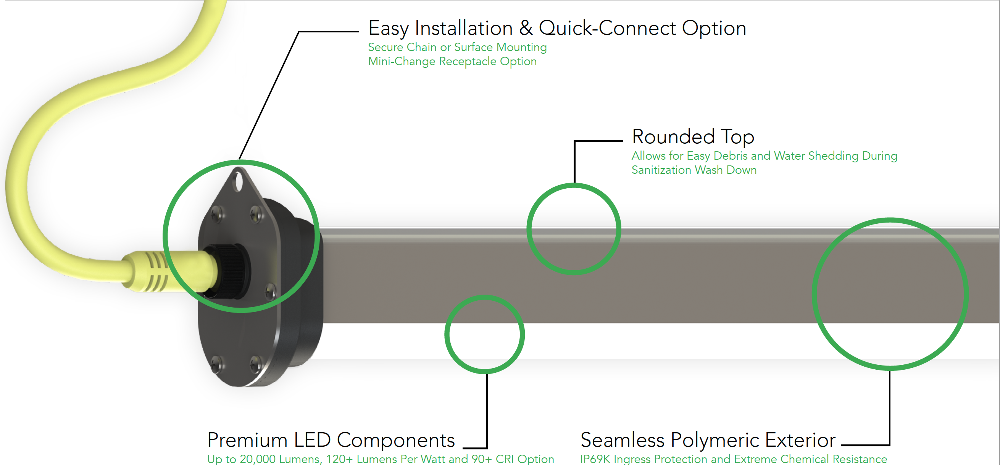 Easy Installation & Quick-Connect Option
Secure Chain or Surface Mounting
Mini-Change Receptacle Option
Rounded Top
Allows for Easy Debris and Water Shedding During
Sanitization Wash Down
Premium LED Components
Up to 20,000 Lumens, 120+ Lumens Per Watt and 90+ CRI Option
Seamless Polymeric Exterior
IP69K Ingress Protection and Extreme Chemical Resistance